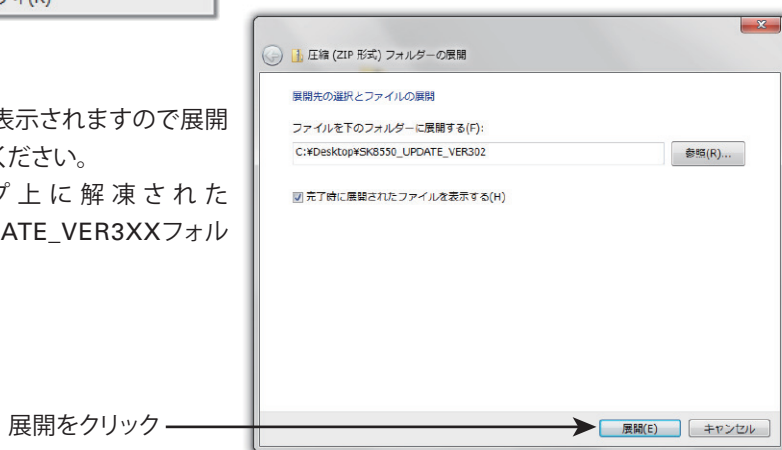 (R)
表示されますので展開
ください。
プ上に解凍された
ATE_VER3XXフォル
展開をクリック
圧縮 (ZIP 形式) フォルダーの展開
展開先の選択とファイルの展開
ファイルを下のフォルダーに展開する(F):
C:¥Desktop¥SK8550_UPDATE_VER302
参照(R)...
完了時に展開されたファイルを表示する(H)
展開(E)
キャンセル